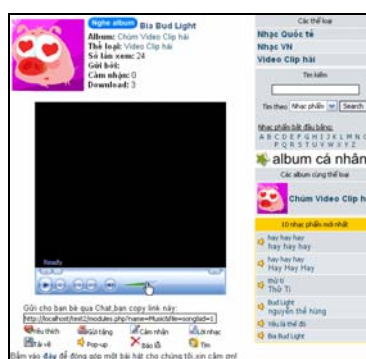 Nghe album Bia Bud Light
Album: Chùm Video Clip hài
Thể loại: Video Clip hài
Số lần xem: 24
Gửi bởi:
Cảm nhận: 0
Download: 3
Ready
Gửi cho bạn bè qua Chat,bạn copy link này:
http://localhost/test2/modules.php?name=Music&file=song&id=1
Yêu thích Gửi tặng Cảm nhận Lời nhạc
Tải về Pop-up Báo lỗi Tìm
Bấm vào đây để đóng góp một bài hát cho chúng tôi,xin cảm ơn!
Các thể loại
Nhạc Quốc tế
Nhạc VN
Video Clip hài
Tìm kiếm
Tìm theo Nhạc phẩm Search
Nhạc phẩm bắt đầu bằng:
A B C D E F G H I J K L M N O
P Q R S T U V W X Y Z
album cá nhân
Các album cùng thể loại
Chùm Video Clip h
10 nhạc phẩm mới nhất
hay hay hay
hay hay hay
hay hay hay
Hay Hay Hay
thử tí
Thử Tí
Bud Light
nguyễn thế hùng
Yêu là thế đó
Bia Bud Light